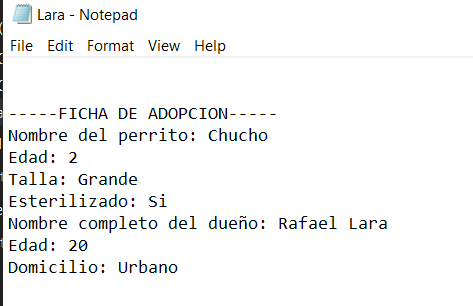 Lara - Notepad
File Edit Format View Help
-----FICHA DE ADOPCION-----
Nombre del perrito: Chucho
Edad: 2
Talla: Grande
Esterilizado: Si
Nombre completo del dueño: Rafael Lara
Edad: 20
Domicilio: Urbano